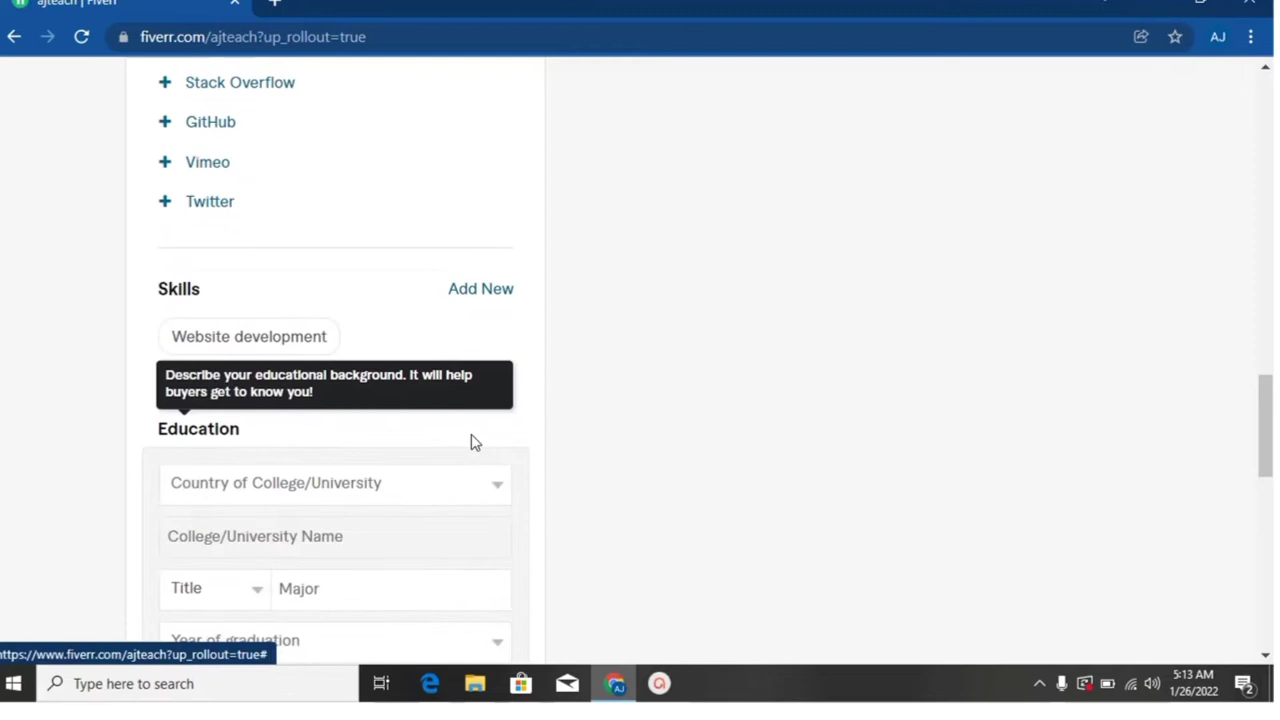 ajteach | Fiverr
fiverr.com/ajteach?up_rollout=true
AJ
Stack Overflow
GitHub
Vimeo
Twitter
Skills
Add New
Website development
Describe your educational background. It will help
buyers get to know you!
Education
Country of College/University
College/University Name
Title
Major
Year of graduation
https://www.fiverr.com/ajteach?up_rollout=true#
Type here to search
AJ
5:13 AM
1/26/2022
2